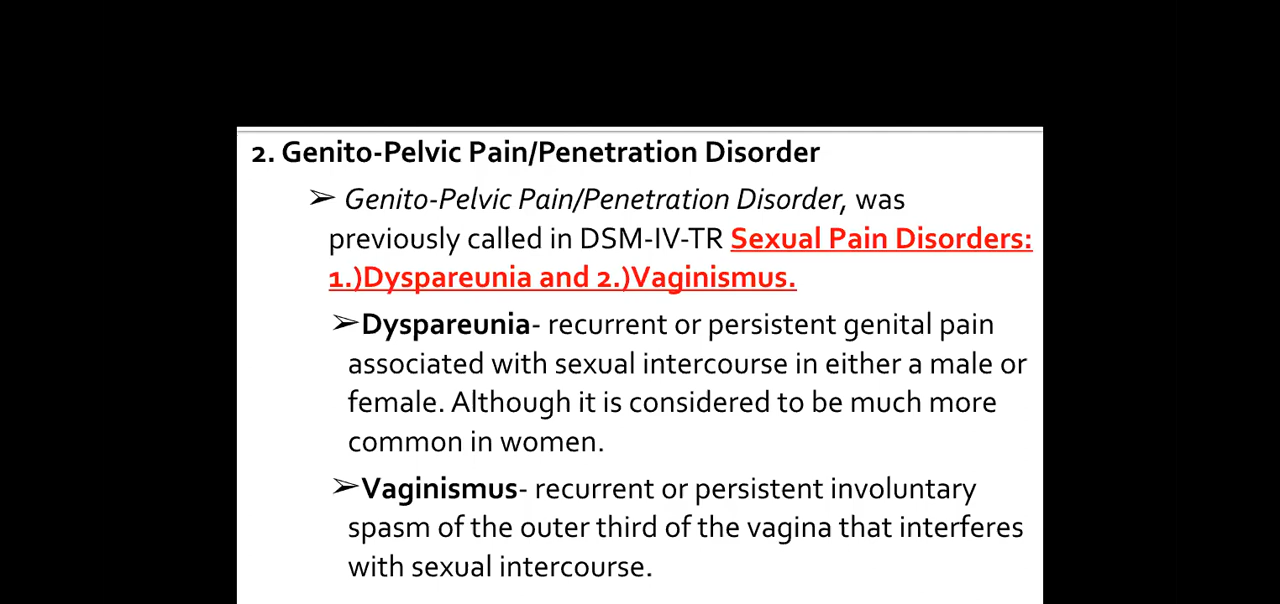 2. Genito-Pelvic Pain/Penetration Disorder
➢ Genito-Pelvic Pain/Penetration Disorder, was
previously called in DSM-IV-TR Sexual Pain Disorders:
1.)Dyspareunia and 2.)Vaginismus.
➢Dyspareunia- recurrent or persistent genital pain
associated with sexual intercourse in either a male or
female. Although it is considered to be much more
common in women.
➢Vaginismus- recurrent or persistent involuntary
spasm of the outer third of the vagina that interferes
with sexual intercourse.